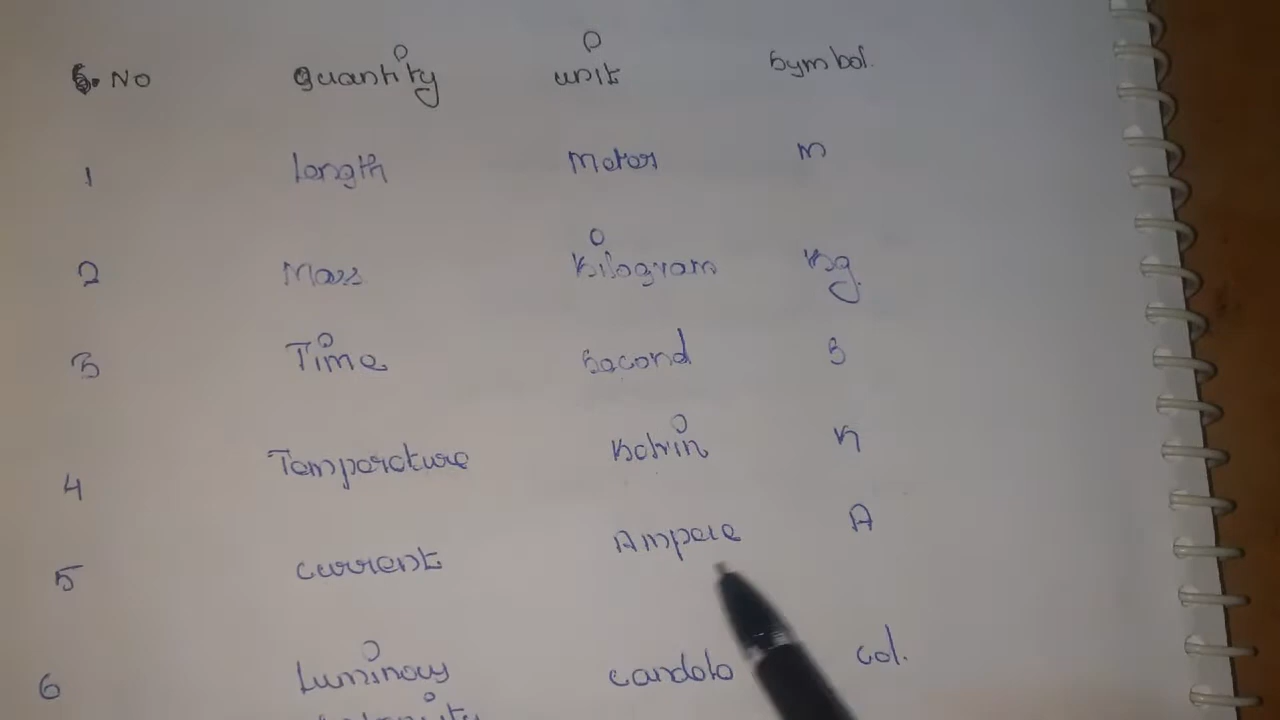 S. No Quantity unit Symbol.
1 Length Meter m
2 Mass Kilogram Kg
3 Time Second S
4 Temperature Kelvin K
5 current Ampere A
6 Luminous candela cd.
intensity